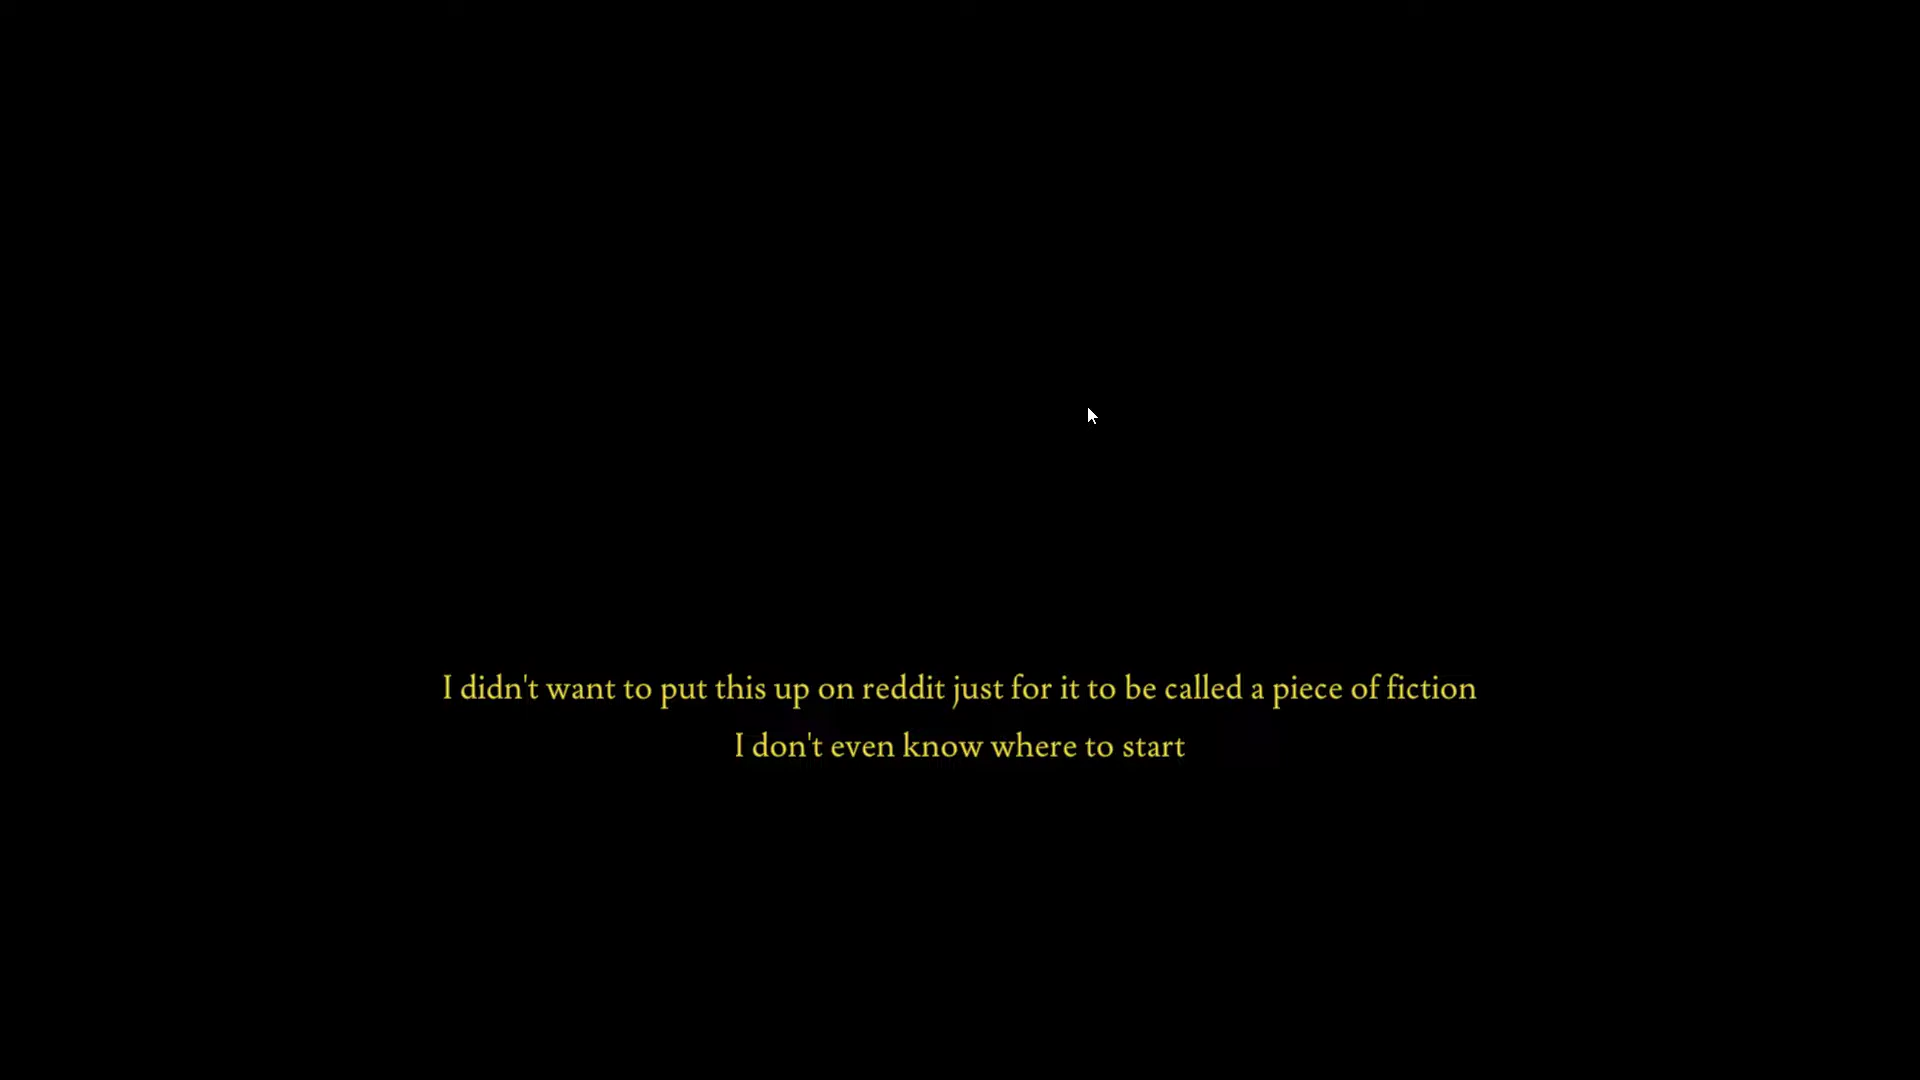 I didn't want to put this up on reddit just for it to be called a piece of fiction
I don't even know where to start